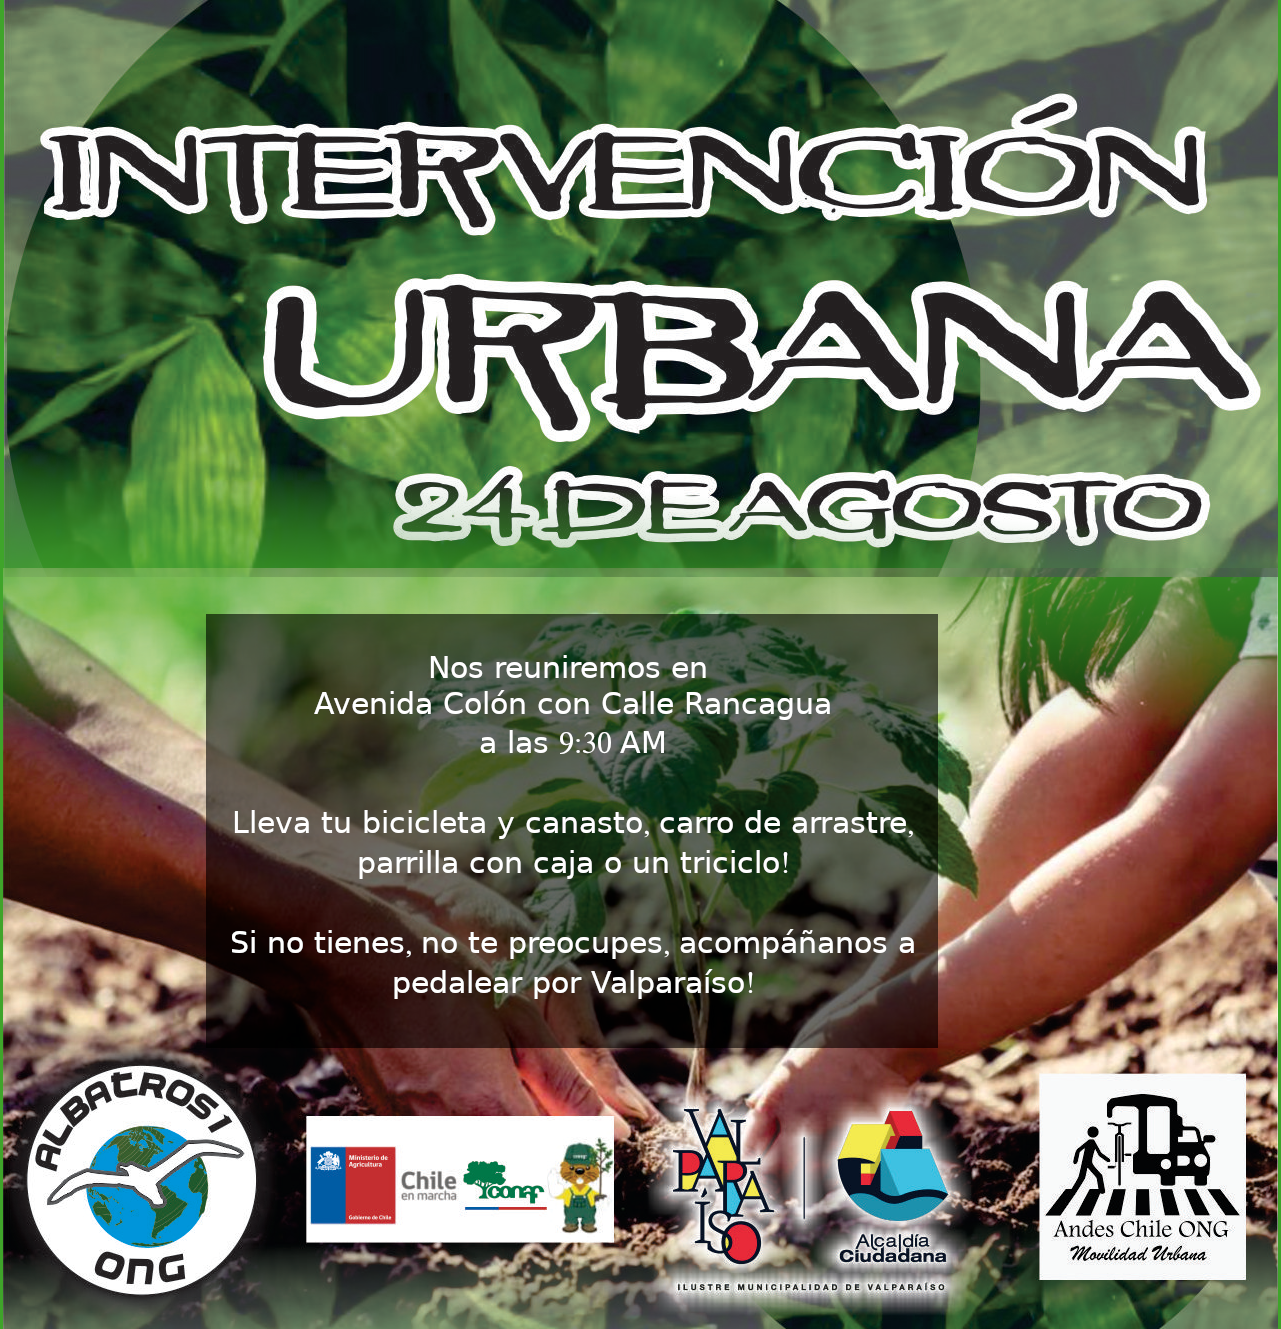 INTERVENCIÓN
URBANA
24 DE AGOSTO
Nos reuniremos en
Avenida Colón con Calle Rancagua
a las 9:30 AM
Lleva tu bicicleta y canasto, carro de arrastre,
parrilla con caja o un triciclo!
Si no tienes, no te preocupes, acompáñanos a
pedalear por Valparaíso!
ALBATROS 1
ONG
Ministerio de
Agricultura
Gobierno de Chile
Chile
en marcha
conaf
VALPARAÍSO
Alcaldía
Ciudadana
ILUSTRE MUNICIPALIDAD DE VALPARAÍSO
Andes Chile ONG
Movilidad Urbana